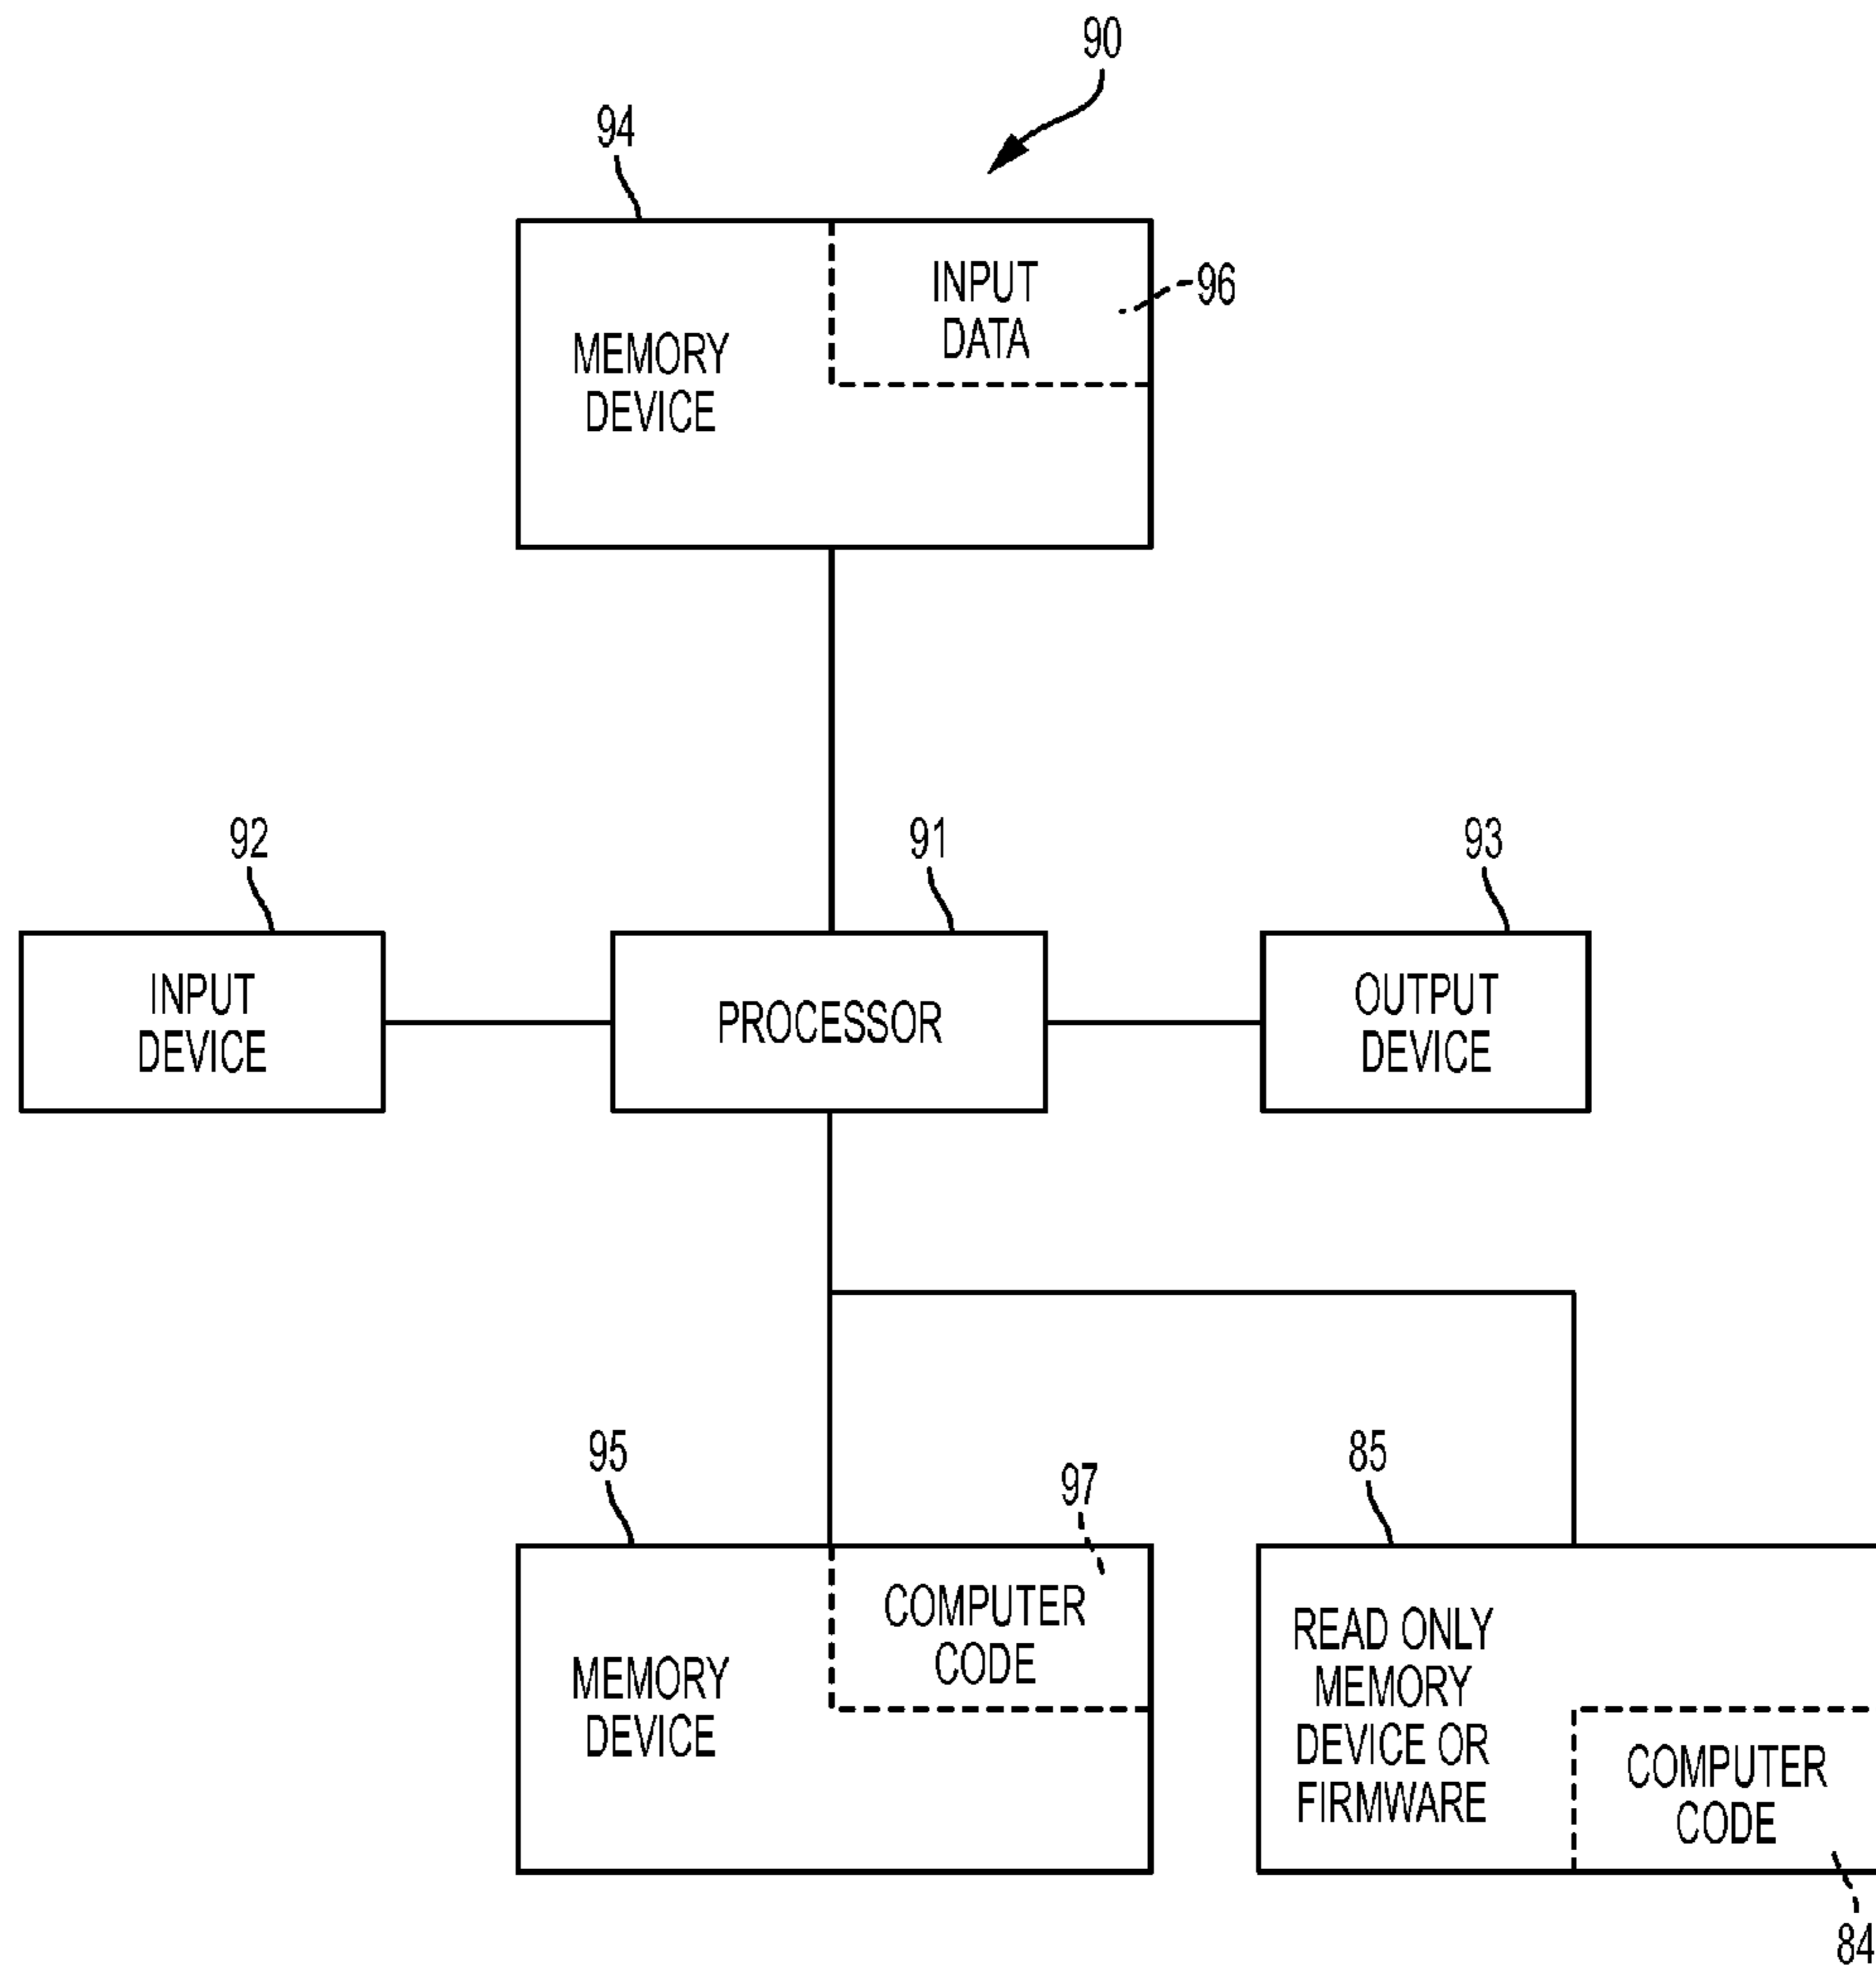 90
94
INPUT
DATA
96
MEMORY
DEVICE
92
91
93
INPUT
DEVICE
PROCESSOR
OUTPUT
DEVICE
95
97
85
COMPUTER
CODE
MEMORY
DEVICE
READ ONLY
MEMORY
DEVICE OR
FIRMWARE
COMPUTER
CODE
84